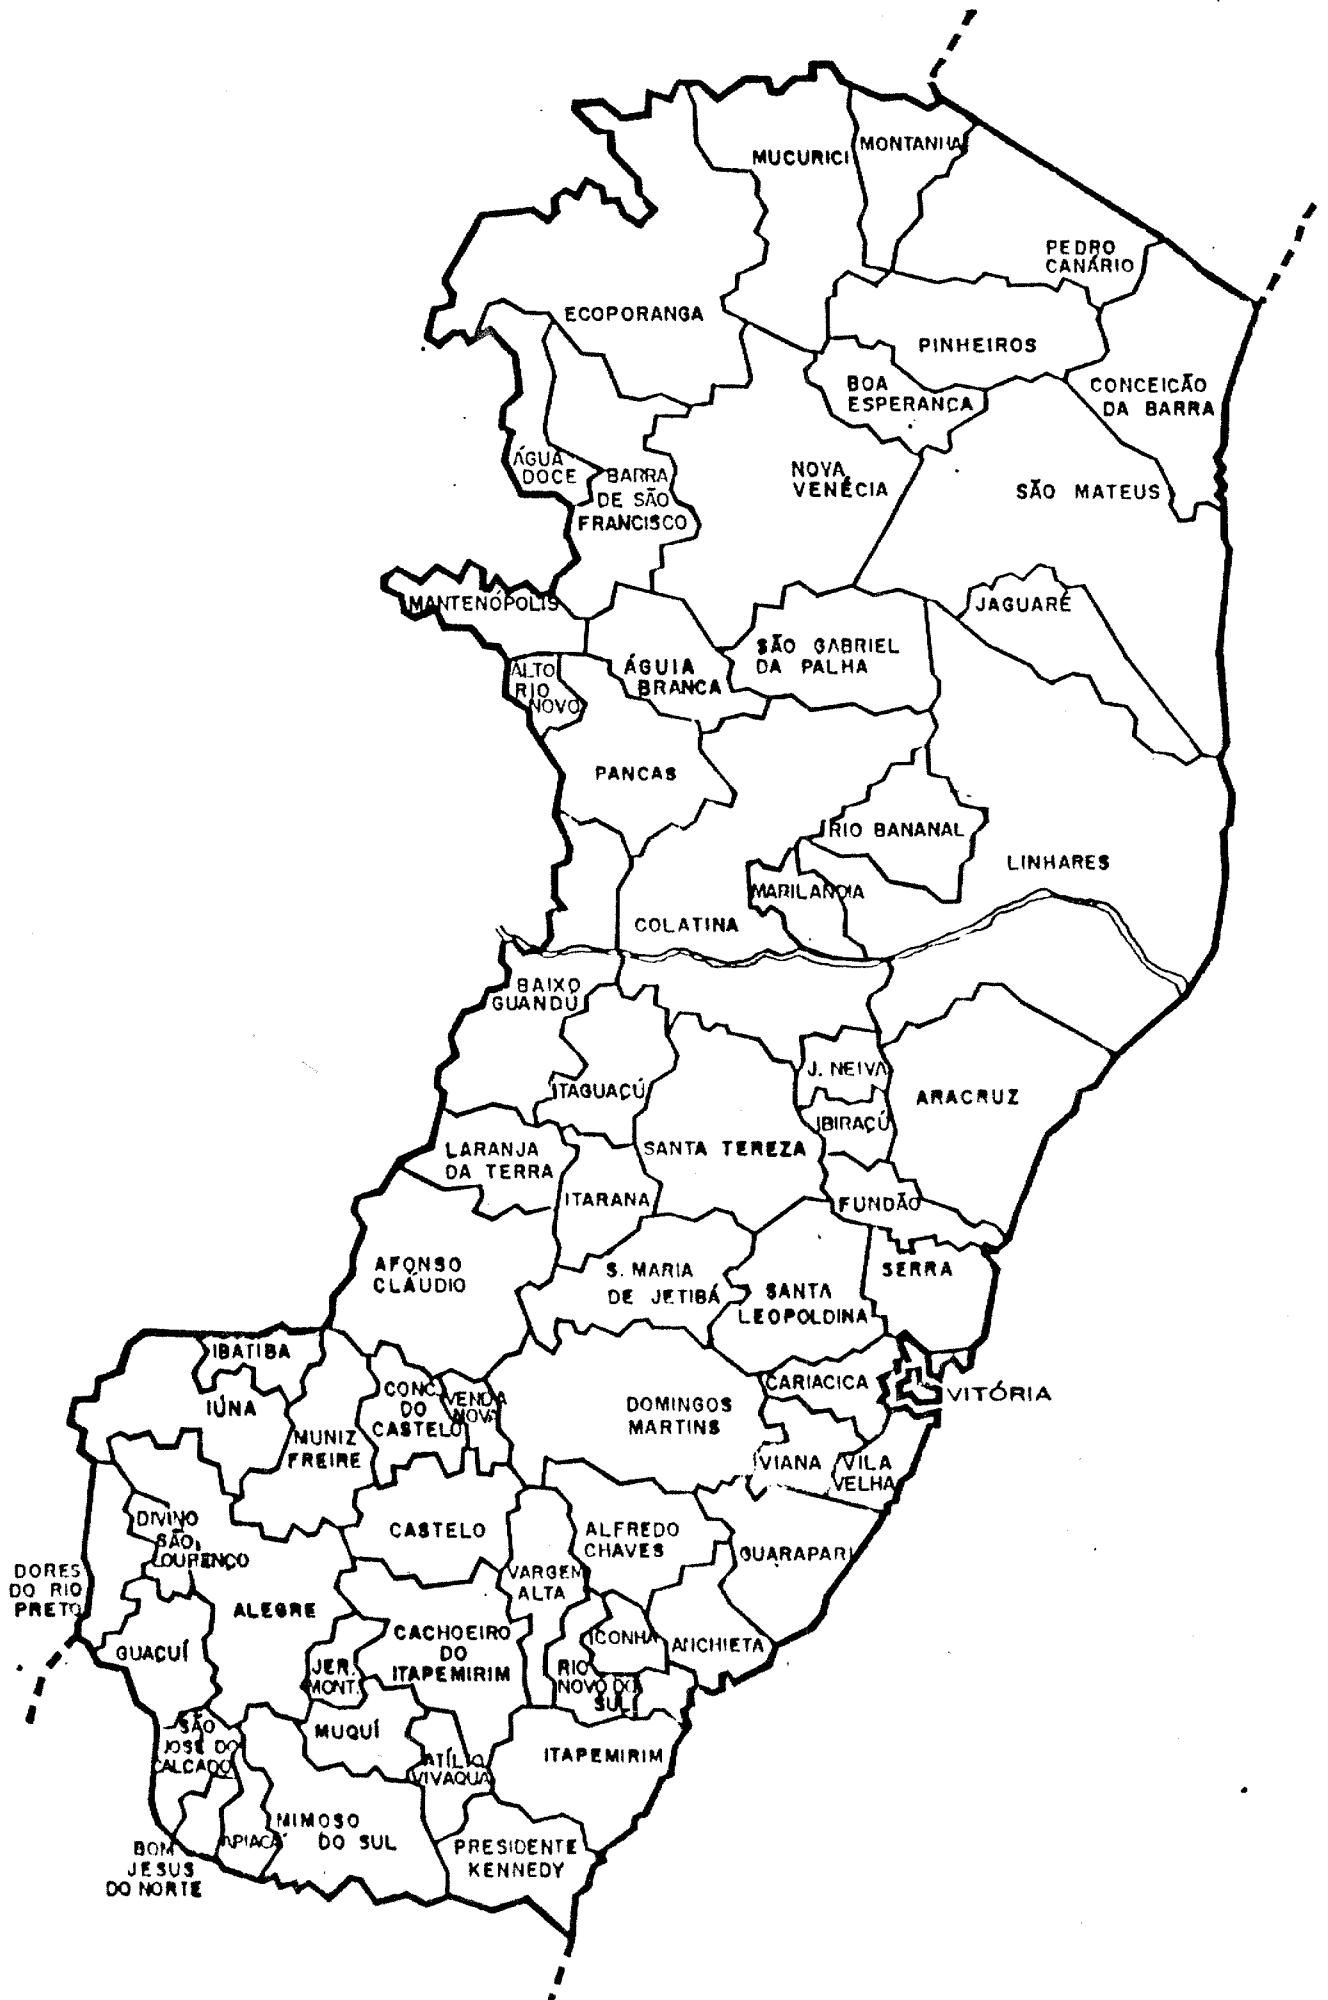 MUCURICI
MONTANHA
PEDRO
CANÁRIO
ECOPORANGA
PINHEIROS
BOA
ESPERANÇA
CONCEIÇÃO
DA BARRA
ÁGUA
DOCE
BARRA
DE SÃO
FRANCISCO
NOVA
VENÉCIA
SÃO MATEUS
MANTENÓPOLIS
JAGUARÉ
ALTO
RIO
NOVO
ÁGUIA
BRANCA
SÃO GABRIEL
DA PALHA
PANCAS
RIO BANANAL
LINHARES
MARILANDIA
COLATINA
BAIXO
GUANDU
ITAGUAÇÚ
J. NEIVA
ARACRUZ
IBIRAÇÚ
LARANJA
DA TERRA
SANTA TEREZA
ITARANA
FUNDÃO
AFONSO
CLÁUDIO
S. MARIA
DE JETIBÁ
SANTA
LEOPOLDINA
SERRA
IBATIBA
IÚNA
MUNIZ
FREIRE
CONC.
DO
CASTELO
VENDA
NOVA
DOMINGOS
MARTINS
CARIACICA
VITÓRIA
VIANA
VILA
VELHA
DIVINO
SÃO
LOURENÇO
CASTELO
ALFREDO
CHAVES
GUARAPARI
DORES
DO RIO
PRETO
VARGEM
ALTA
ALEGRE
GUAÇUÍ
CACHOEIRO
DO
ITAPEMIRIM
ICONHA
ANCHIETA
JER.
MONT.
RIO
NOVO DO
SUL
SÃO
JOSÉ DO
CALÇADO
MUQUÍ
ATÍLIO
VIVAQUA
ITAPEMIRIM
BOM
JESUS
DO NORTE
APIACÁ
MIMOSO
DO SUL
PRESIDENTE
KENNEDY